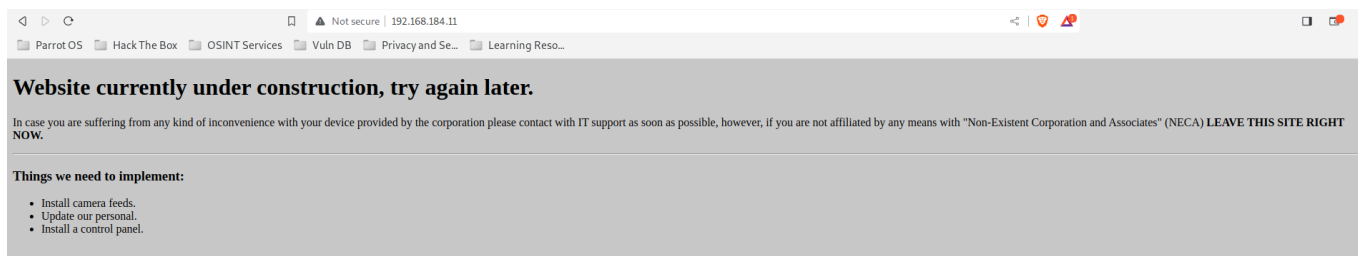 Not secure 192.168.184.11
Parrot OS Hack The Box OSINT Services Vuln DB Privacy and Se... Learning Reso...
Website currently under construction, try again later.
In case you are suffering from any kind of inconvenience with your device provided by the corporation please contact with IT support as soon as possible, however, if you are not affiliated by any means with "Non-Existent Corporation and Associates" (NECA) LEAVE THIS SITE RIGHT
NOW.
Things we need to implement:
• Install camera feeds.
• Update our personal.
• Install a control panel.